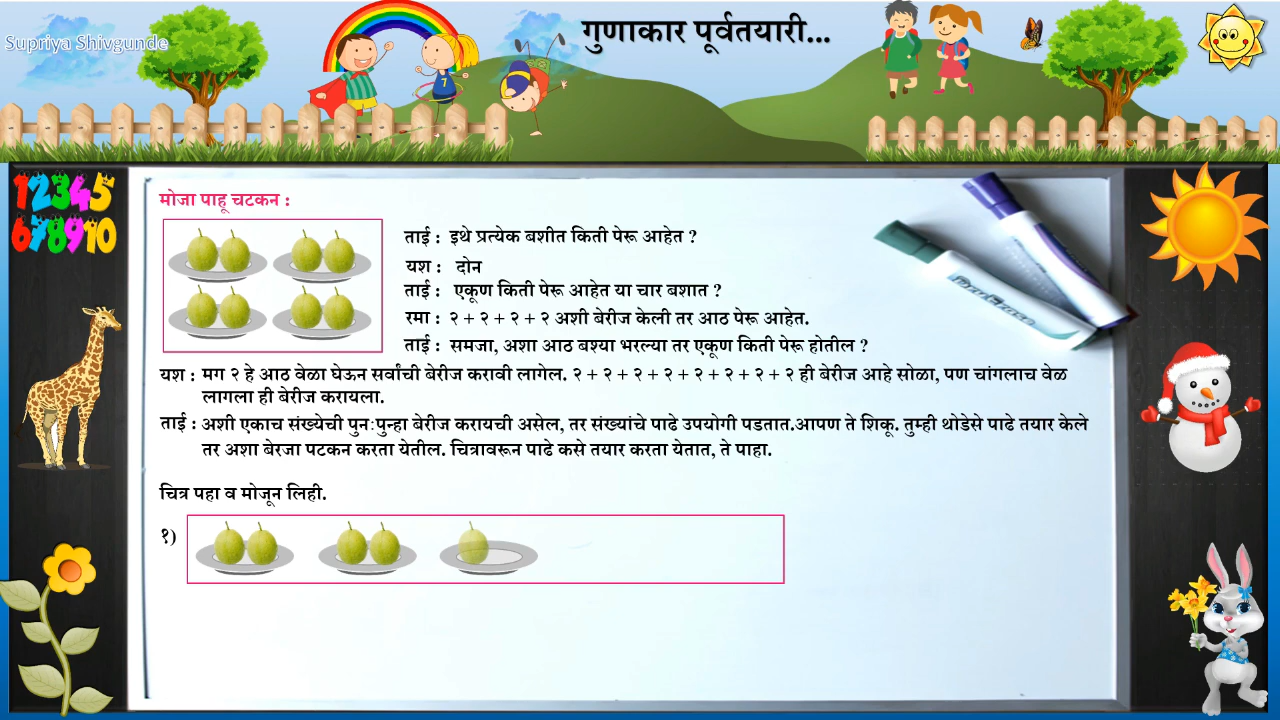 Supriya Shivgunde
गुणाकार पूर्वतयारी...
12345
678910
मोजा पाहू चटकन :
ताई : इथे प्रत्येक बशीत किती पेरू आहेत ?
यश : दोन
ताई : एकूण किती पेरू आहेत या चार बशात ?
रमा : २ + २ + २ + २ अशी बेरीज केली तर आठ पेरू आहेत.
ताई : समजा, अशा आठ बश्या भरल्या तर एकूण किती पेरू होतील ?
यश : मग २ हे आठ वेळा घेऊन सर्वांची बेरीज करावी लागेल. २ + २ + २ + २ + २ + २ + २ + २ ही बेरीज आहे सोळा, पण चांगलाच वेळ
लागला ही बेरीज करायला.
ताई : अशी एकाच संख्येची पुनःपुन्हा बेरीज करायची असेल, तर संख्यांचे पाढे उपयोगी पडतात.आपण ते शिकू. तुम्ही थोडेसे पाढे तयार केले
तर अशा बेरजा पटकन करता येतील. चित्रावरून पाढे कसे तयार करता येतात, ते पाहा.
चित्र पहा व मोजून लिही.
१)